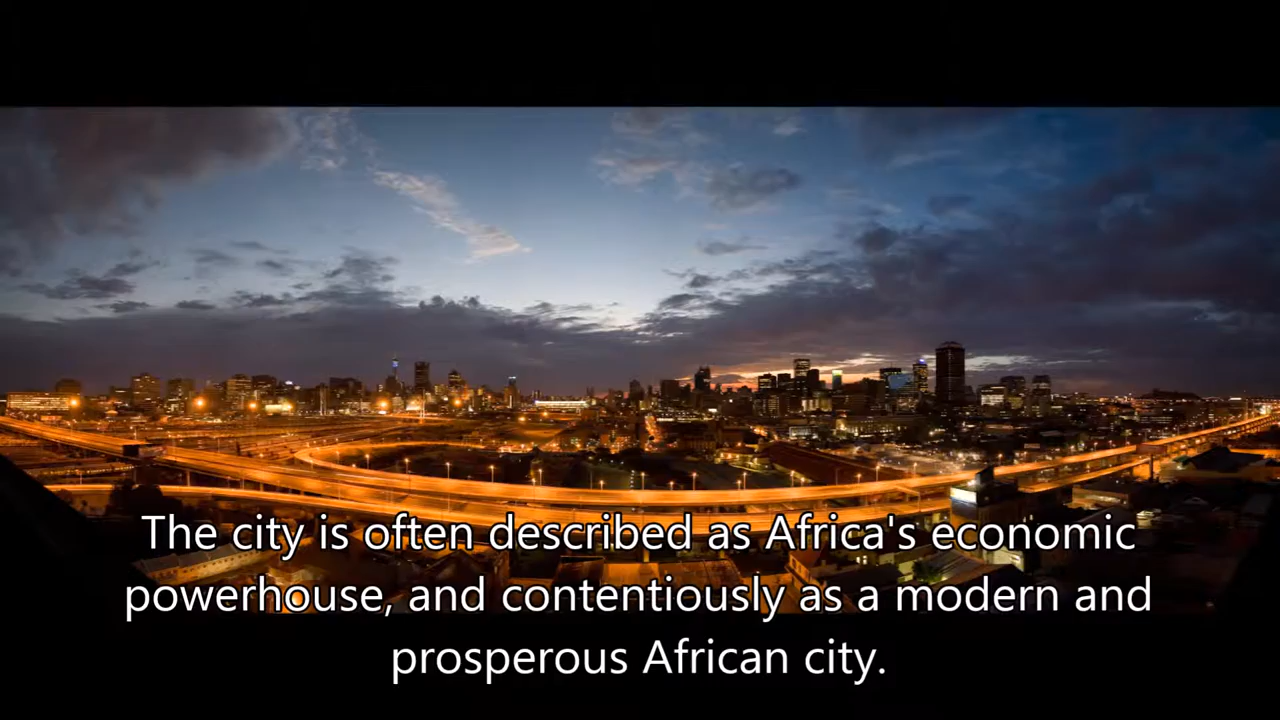 The city is often described as Africa's economic
powerhouse, and contentiously as a modern and
prosperous African city.